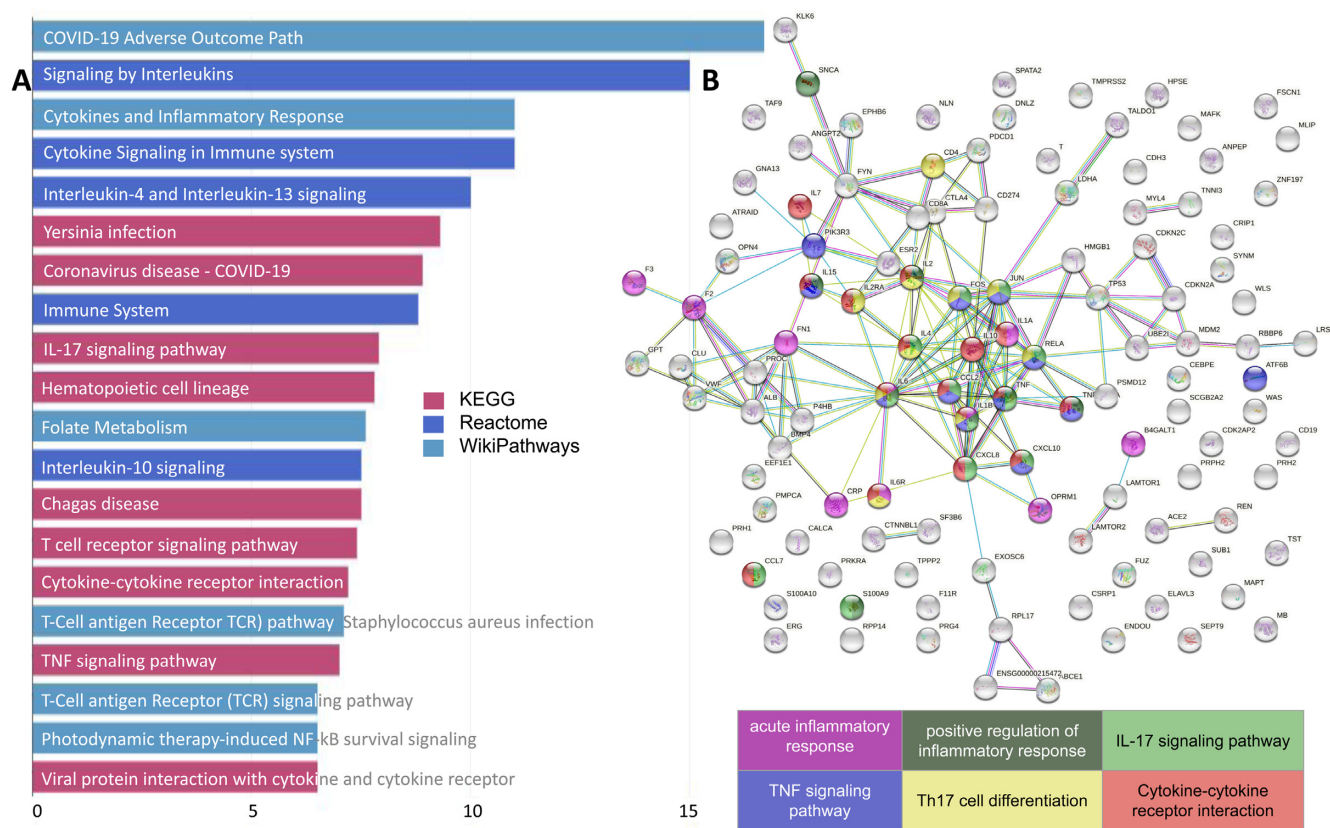 A
COVID-19 Adverse Outcome Path
Signaling by Interleukins
Cytokines and Inflammatory Response
Cytokine Signaling in Immune system
Interleukin-4 and Interleukin-13 signaling
Yersinia infection
Coronavirus disease - COVID-19
Immune System
IL-17 signaling pathway
Hematopoietic cell lineage
Folate Metabolism
Interleukin-10 signaling
Chagas disease
T cell receptor signaling pathway
Cytokine-cytokine receptor interaction
T-Cell antigen Receptor TCR) pathway Staphylococcus aureus infection
TNF signaling pathway
T-Cell antigen Receptor (TCR) signaling pathway
Photodynamic therapy-induced NF-kB survival signaling
Viral protein interaction with cytokine and cytokine receptor
0 5 10 15
KEGG
Reactome
WikiPathways
B
KLK6
SNCA
SPATA2
TMPRSS2
HPSE
FSCN1
TAF9
EPHB6
NLN
DNLZ
TALDO1
MAFK
MLIP
ANGPT2
PDCD1
CD4
T
CDH3
ANPEP
GNA13
FYN
LDHA
ZNF197
IL7
CD8A
CTLA4
CD274
MYL4
TNNI3
ATRAID
PIK3R3
CRIP1
OPN4
ESR2
HMGB1
CDKN2C
SYNM
F3
F2
IL15
IL2RA
IL2
FOS
JUN
TP53
CDKN2A
WLS
FN1
IL4
IL10
IL1A
RELA
UBE2I
MDM2
RBBP6
LRS
GPT
CLU
PROC
CEBPE
ATF6B
VWF
ALB
P4HB
IL6
CCL2
IL1B
TNF
TNF
PSMD12
SCGB2A2
WAS
BMP4
B4GALT1
CDK2AP2
CD19
EEF1E1
CXCL8
CXCL10
PRPH2
PRH2
PMPCA
CRP
IL6R
OPRM1
LAMTOR1
PRH1
CALCA
CTNNBL1
SF3B6
LAMTOR2
ACE2
REN
TST
CCL7
PRKRA
TPPP2
EXOSC6
FUZ
SUB1
S100A10
S100A9
F11R
CSRP1
ELAVL3
MAPT
ERG
RPP14
PRG4
RPL17
ENDOU
SEPT9
MB
ENSG00000215472
ABCE1
acute inflammatory
response
positive regulation of
inflammatory response
IL-17 signaling pathway
TNF signaling
pathway
Th17 cell differentiation
Cytokine-cytokine
receptor interaction